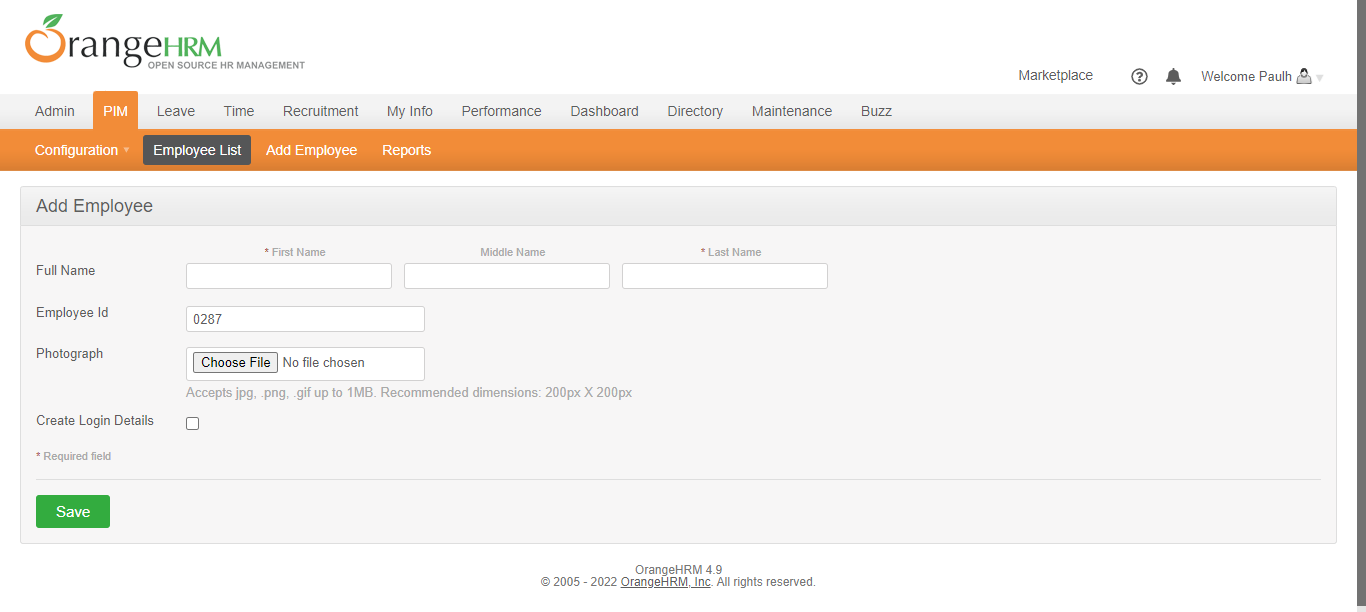 OrangeHRM
OPEN SOURCE HR MANAGEMENT
Marketplace ? Welcome Paulh
Admin PIM Leave Time Recruitment My Info Performance Dashboard Directory Maintenance Buzz
Configuration Employee List Add Employee Reports
Add Employee
* First Name Middle Name * Last Name
Full Name
Employee Id 0287
Photograph Choose File No file chosen
Accepts jpg, .png, .gif up to 1MB. Recommended dimensions: 200px X 200px
Create Login Details
* Required field
Save
OrangeHRM 4.9
© 2005 - 2022 OrangeHRM, Inc. All rights reserved.